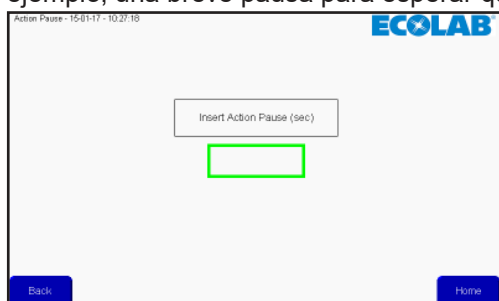 ejemplo, una breve pausa para esperar qu
Action Pause - 15-01-17 - 10:27:18
ECOLAB®
Insert Action Pause (sec)
Back
Home